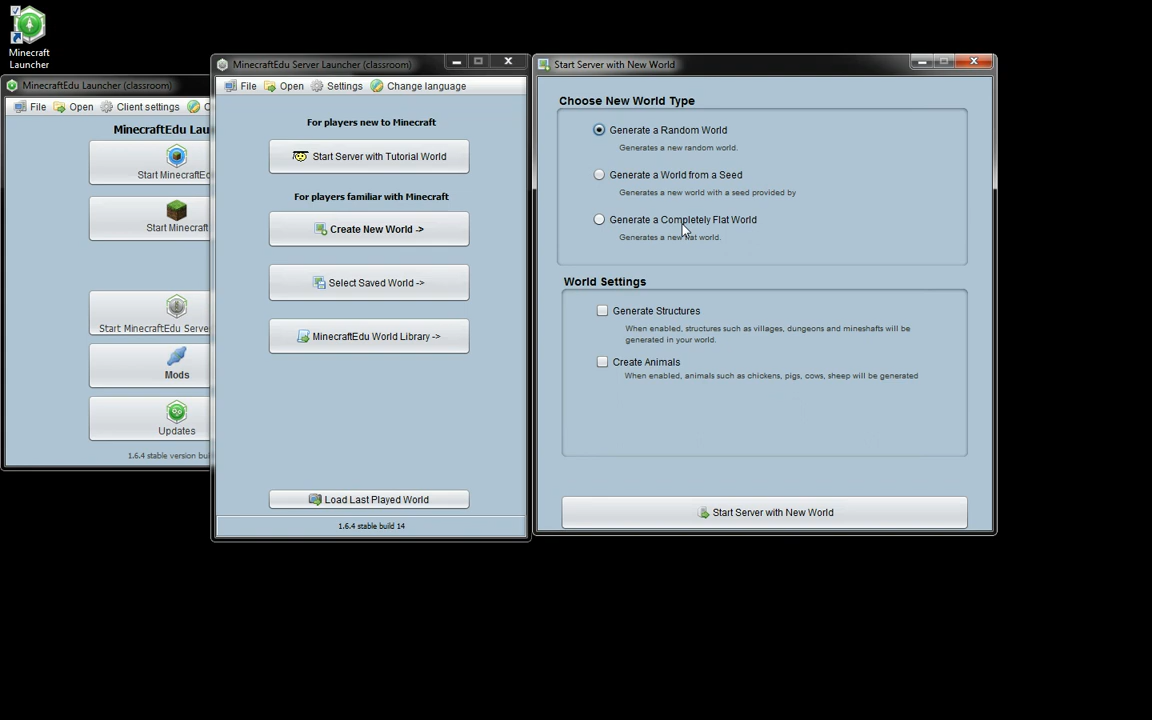 Minecraft
Launcher
MinecraftEdu Launcher (classroom)
File Open Client settings C
MinecraftEdu Lau
Start MinecraftEd
Start Minecraft
Start MinecraftEdu Serve
Mods
Updates
1.6.4 stable version bui
MinecraftEdu Server Launcher (classroom)
File Open Settings Change language
For players new to Minecraft
Start Server with Tutorial World
For players familiar with Minecraft
Create New World ->
Select Saved World ->
MinecraftEdu World Library ->
Load Last Played World
1.6.4 stable build 14
Start Server with New World
Choose New World Type
Generate a Random World
Generates a new random world.
Generate a World from a Seed
Generates a new world with a seed provided by
Generate a Completely Flat World
Generates a new flat world.
World Settings
Generate Structures
When enabled, structures such as villages, dungeons and mineshafts will be
generated in your world.
Create Animals
When enabled, animals such as chickens, pigs, cows, sheep will be generated
Start Server with New World